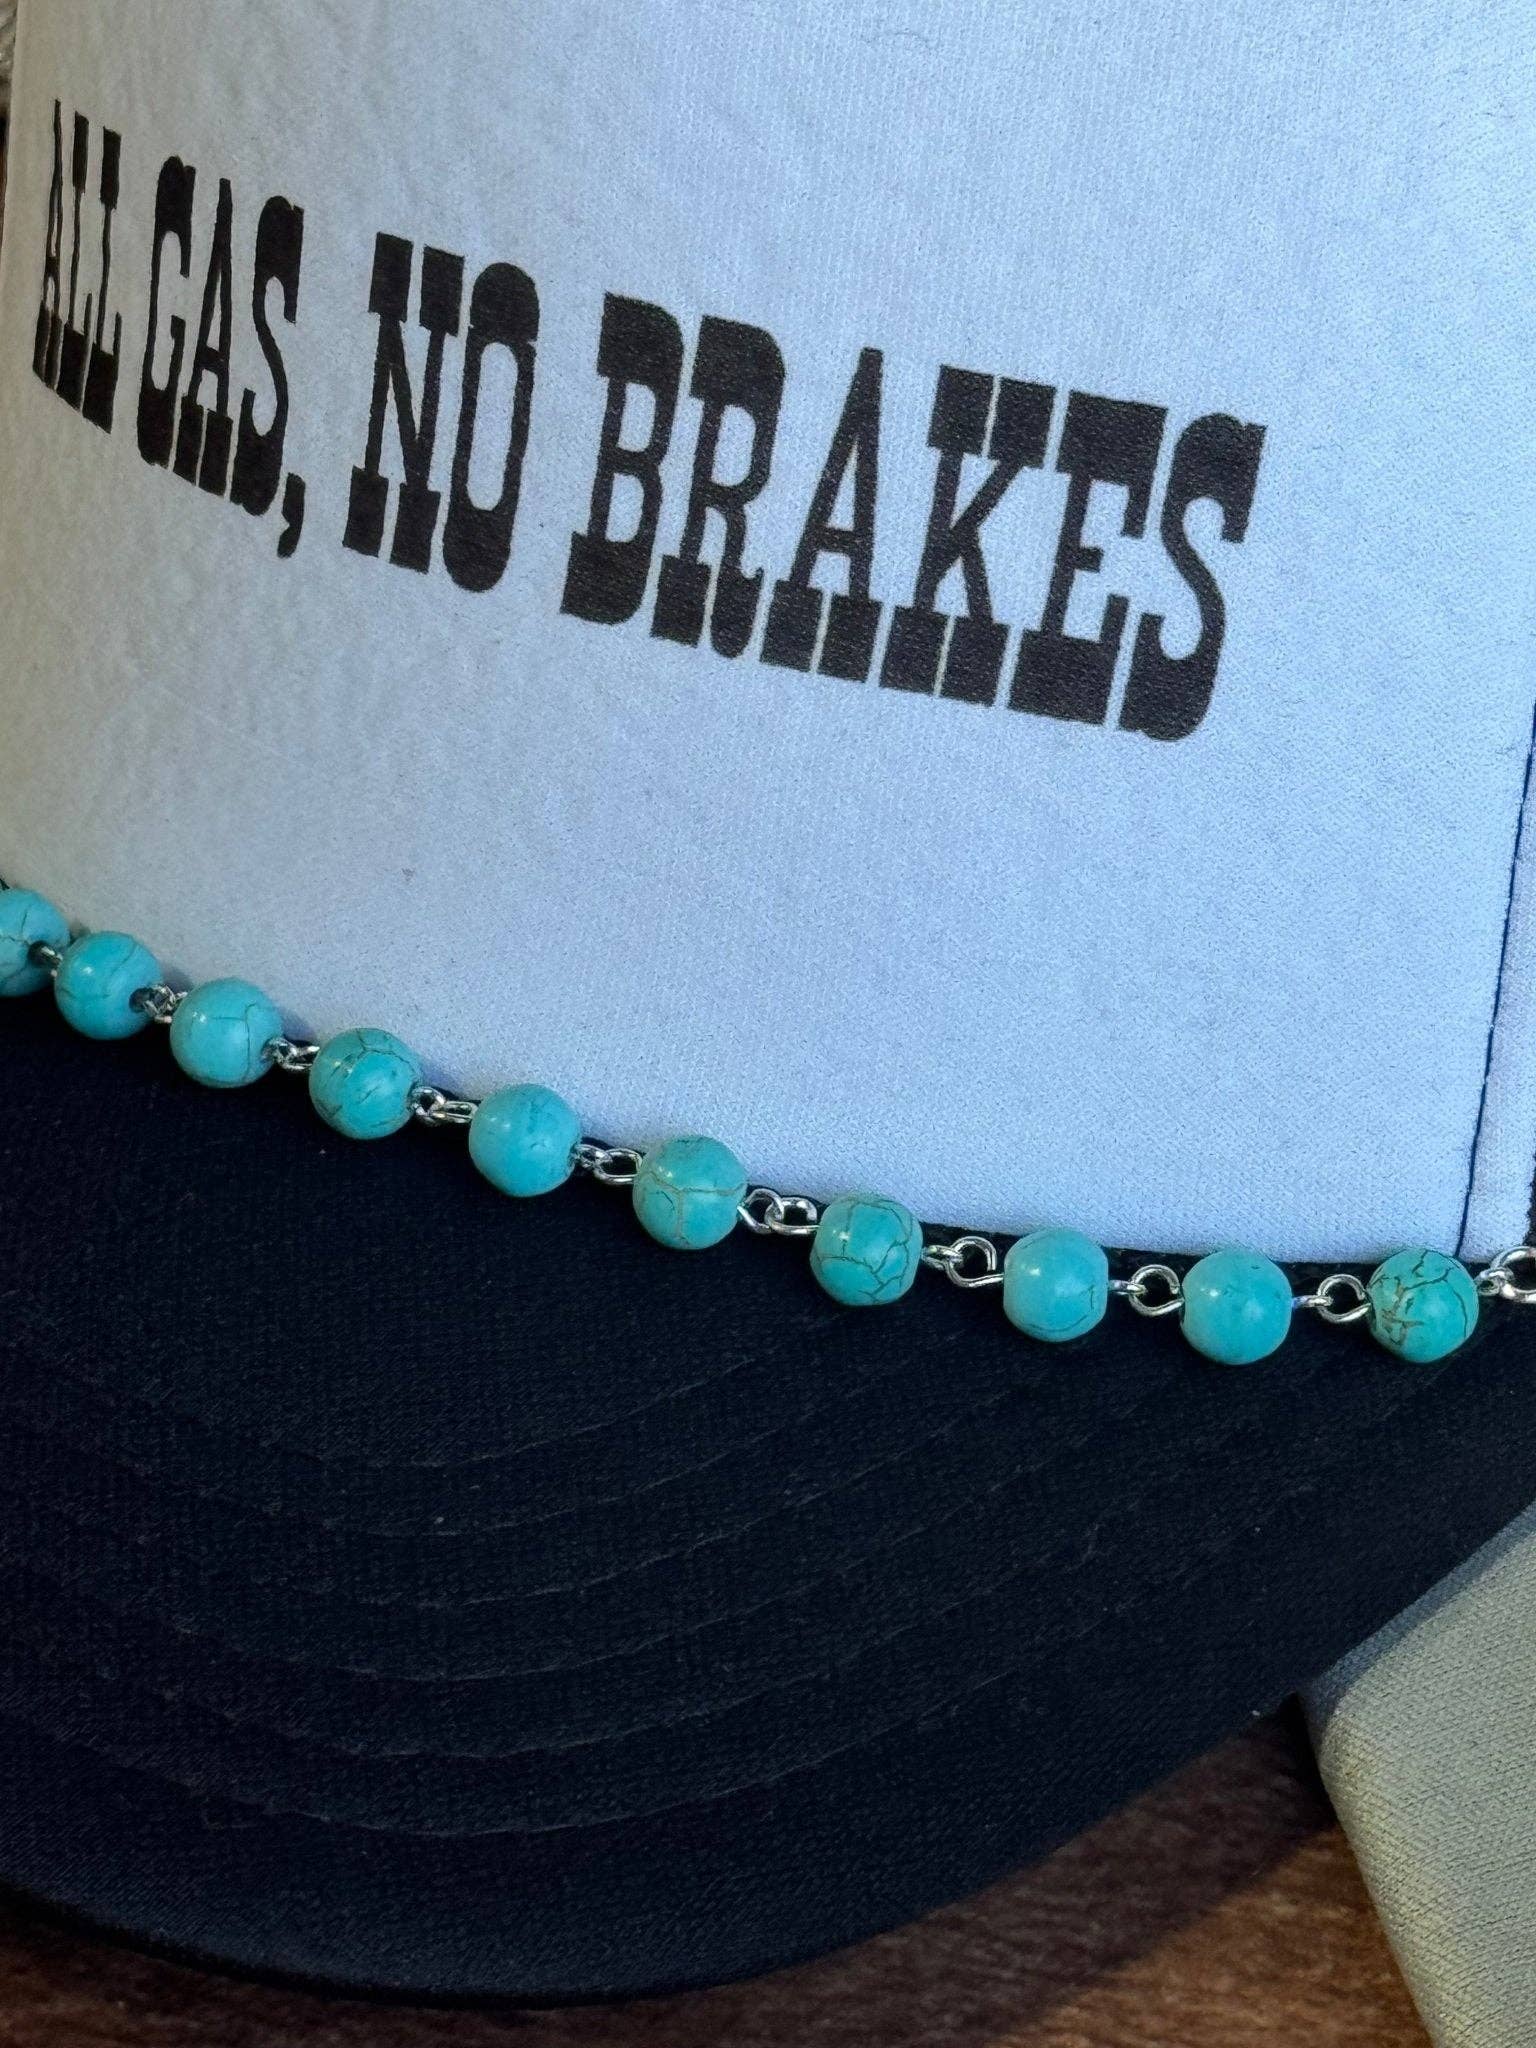 ALL GAS, NO BRAKES